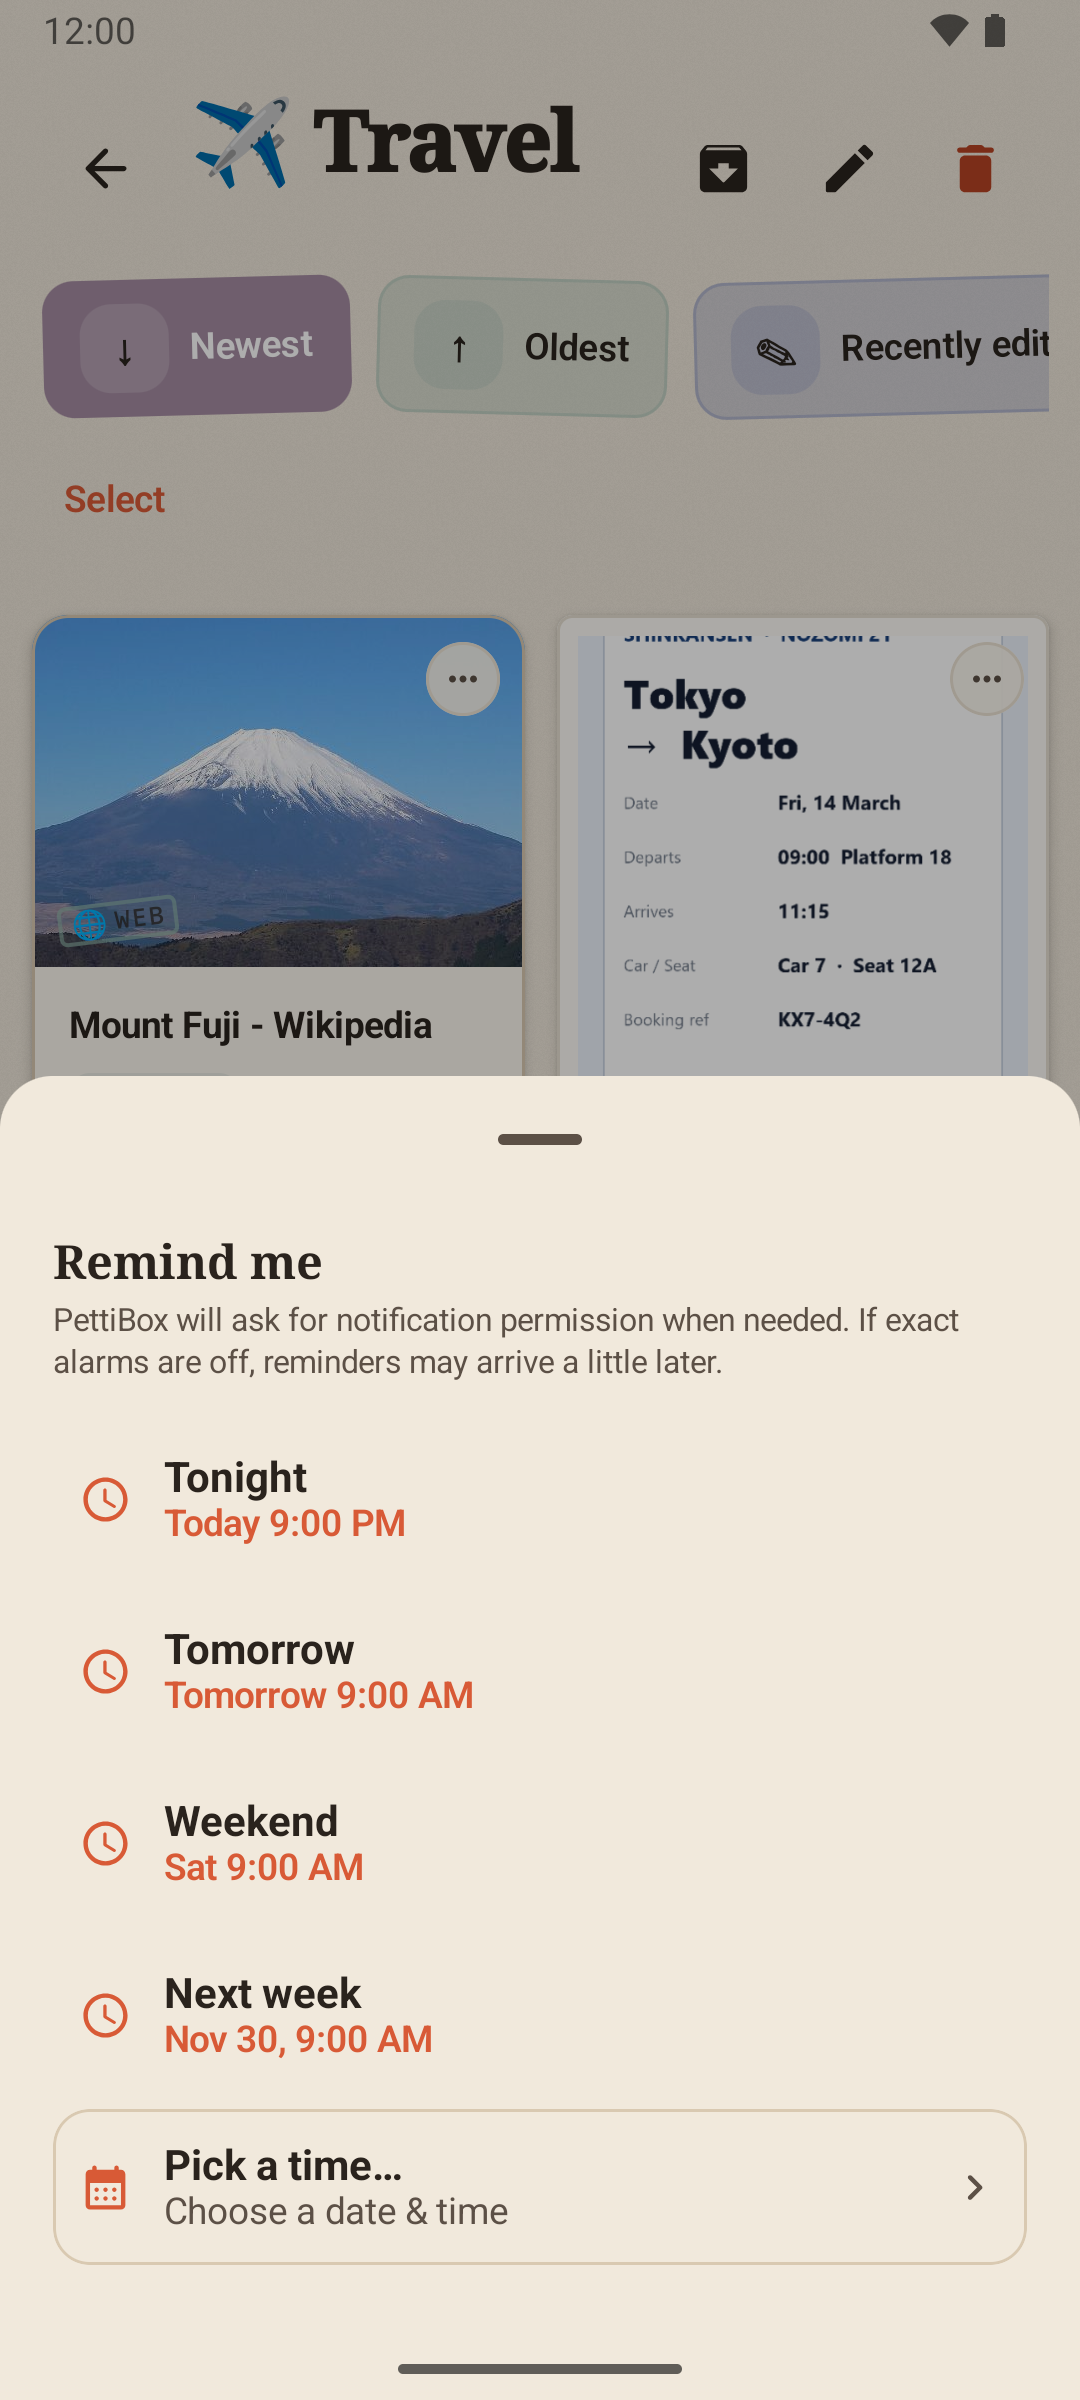 12:00
✈️ Travel
↓ Newest
↑ Oldest
✎ Recently edit
Select
🌐 WEB
Mount Fuji - Wikipedia
SHINKANSEN · NOZOMI 21
Tokyo
→ Kyoto
Date Fri, 14 March
Departs 09:00 Platform 18
Arrives 11:15
Car / Seat Car 7 · Seat 12A
Booking ref KX7-4Q2
Remind me
PettiBox will ask for notification permission when needed. If exact
alarms are off, reminders may arrive a little later.
Tonight
Today 9:00 PM
Tomorrow
Tomorrow 9:00 AM
Weekend
Sat 9:00 AM
Next week
Nov 30, 9:00 AM
Pick a time…
Choose a date & time